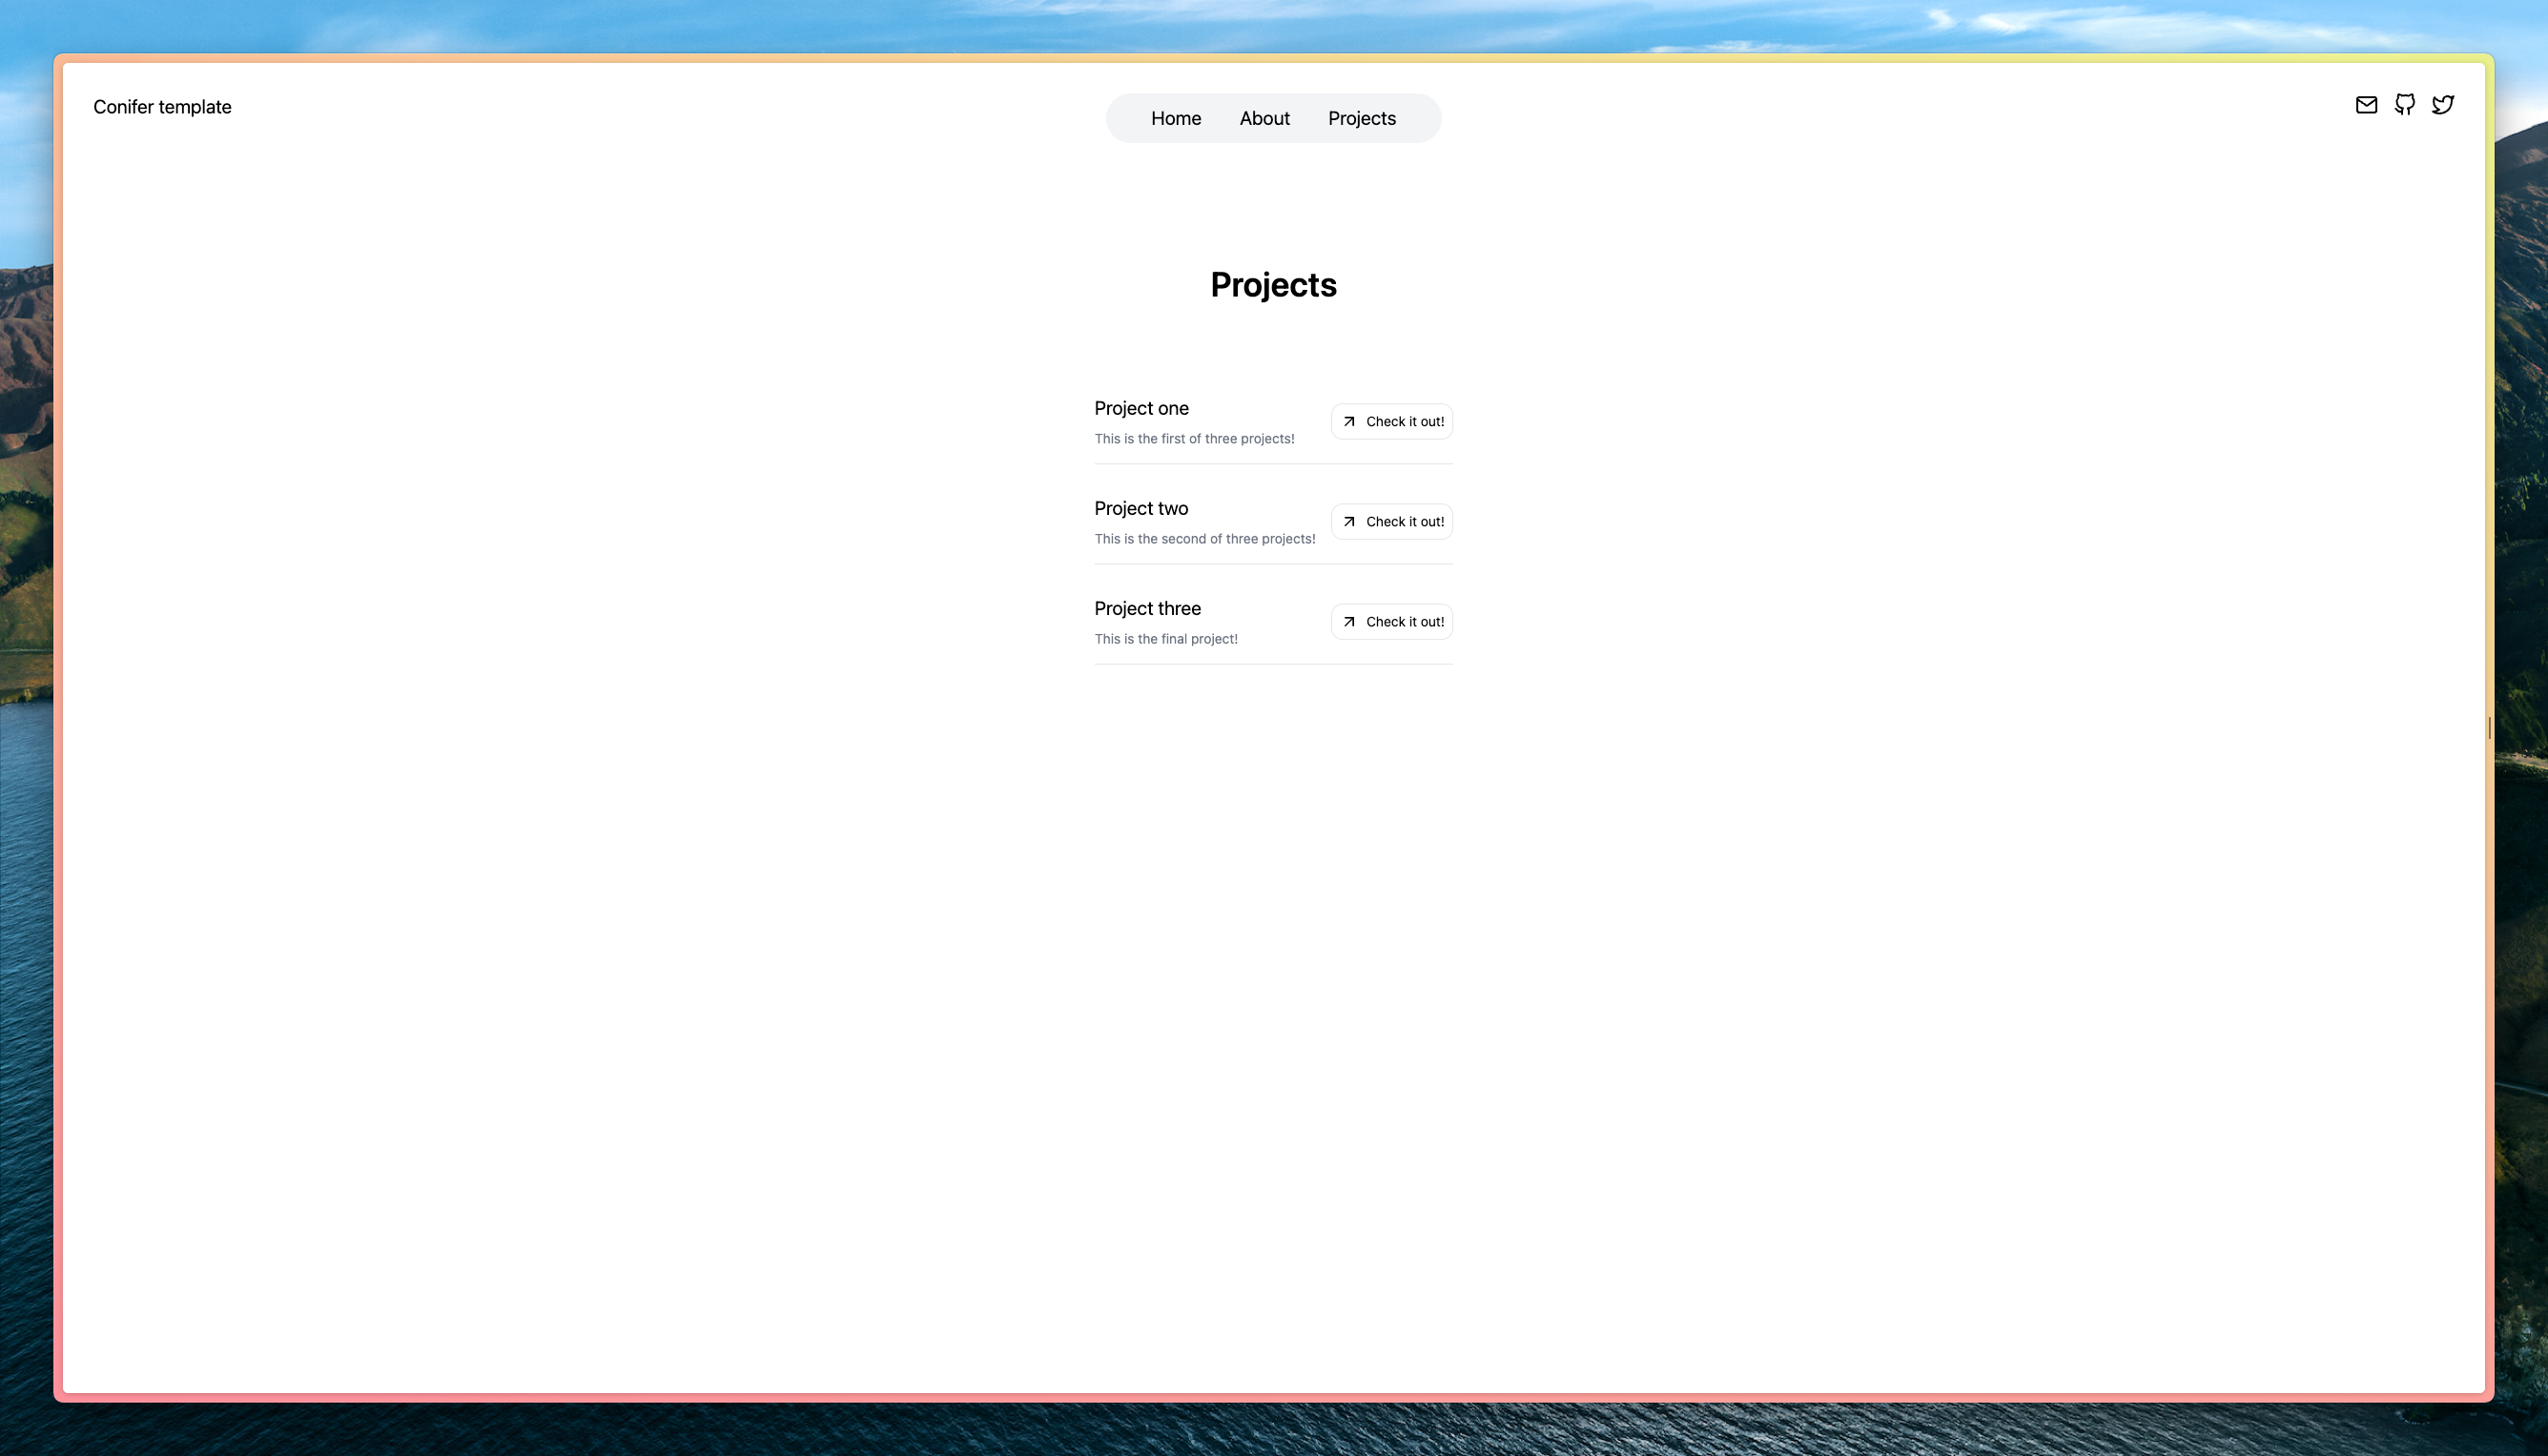 Conifer template
Home About Projects
Projects
Project one
This is the first of three projects!
Check it out!
Project two
This is the second of three projects!
Check it out!
Project three
This is the final project!
Check it out!